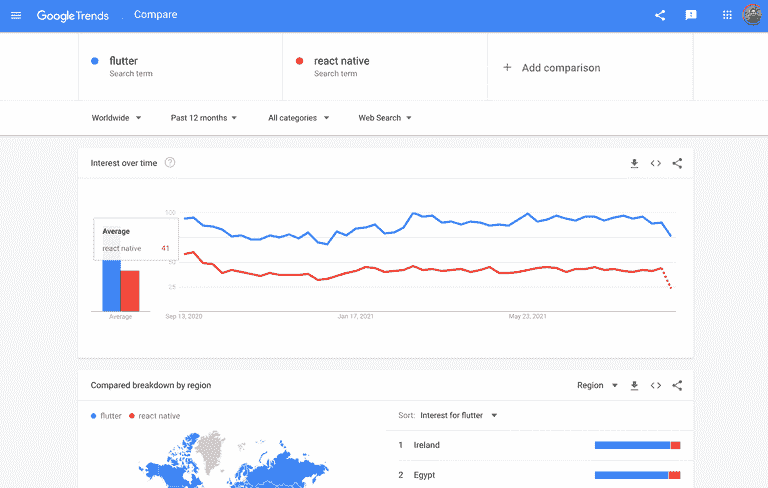 Google Trends
Compare
flutter
Search term
react native
Search term
+ Add comparison
Worldwide
Past 12 months
All categories
Web Search
Interest over time
?
100
Average
react native 41
50
25
Average
Sep 13, 2020
Jan 17, 2021
May 23, 2021
Compared breakdown by region
Region
flutter
react native
Sort: Interest for flutter
1 Ireland
2 Egypt